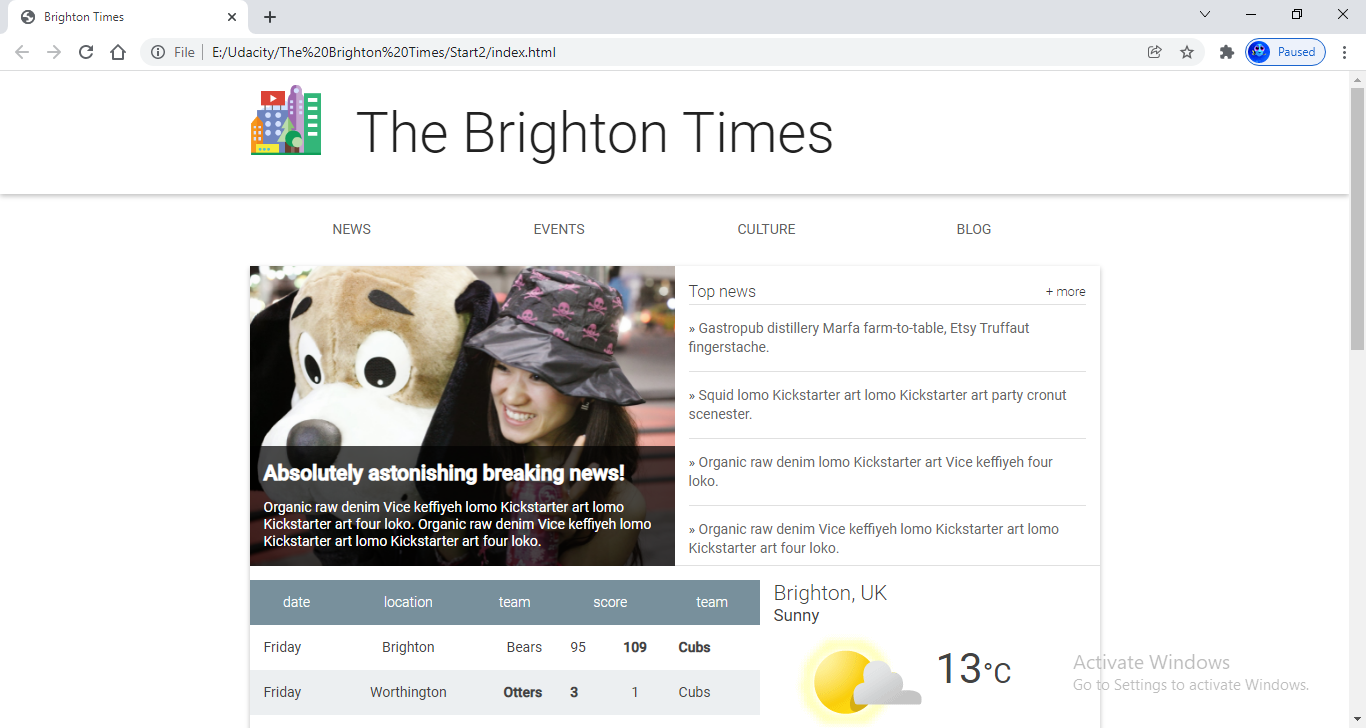 Brighton Times
File
E:/Udacity/The%20Brighton%20Times/Start2/index.html
Paused
The Brighton Times
NEWS EVENTS CULTURE BLOG
Absolutely astonishing breaking news!
Organic raw denim Vice keffiyeh lomo Kickstarter art lomo
Kickstarter art four loko. Organic raw denim Vice keffiyeh lomo
Kickstarter art lomo Kickstarter art four loko.
Top news + more
» Gastropub distillery Marfa farm-to-table, Etsy Truffaut
fingerstache.
» Squid lomo Kickstarter art lomo Kickstarter art party cronut
scenester.
» Organic raw denim lomo Kickstarter art Vice keffiyeh four
loko.
» Organic raw denim Vice keffiyeh lomo Kickstarter art lomo
Kickstarter art four loko.
date location team score team
Friday Brighton Bears 95 109 Cubs
Friday Worthington Otters 3 1 Cubs
Brighton, UK
Sunny
13°C
Activate Windows
Go to Settings to activate Windows.